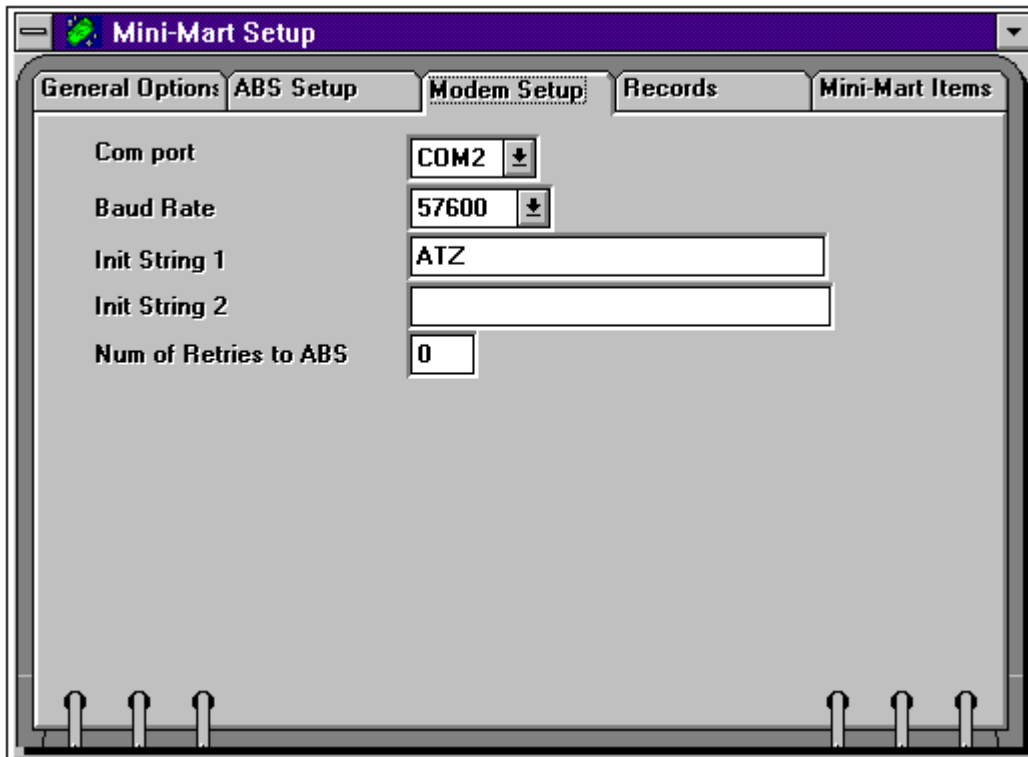 Mini-Mart Setup
General Options ABS Setup Modem Setup Records Mini-Mart Items
Com port COM2
Baud Rate 57600
Init String 1 ATZ
Init String 2
Num of Retries to ABS 0